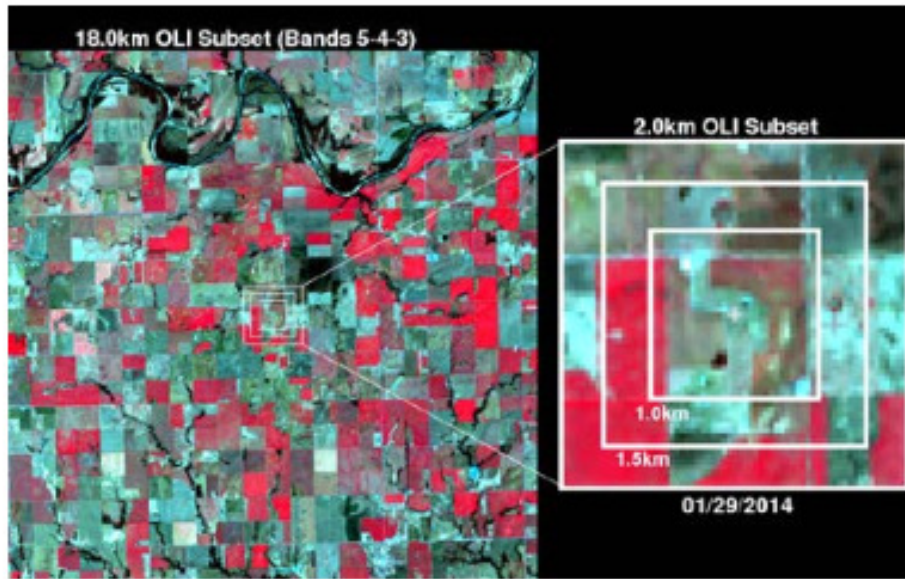 18.0km OLI Subset (Bands 5-4-3)
2.0km OLI Subset
1.0km
1.5km
01/29/2014